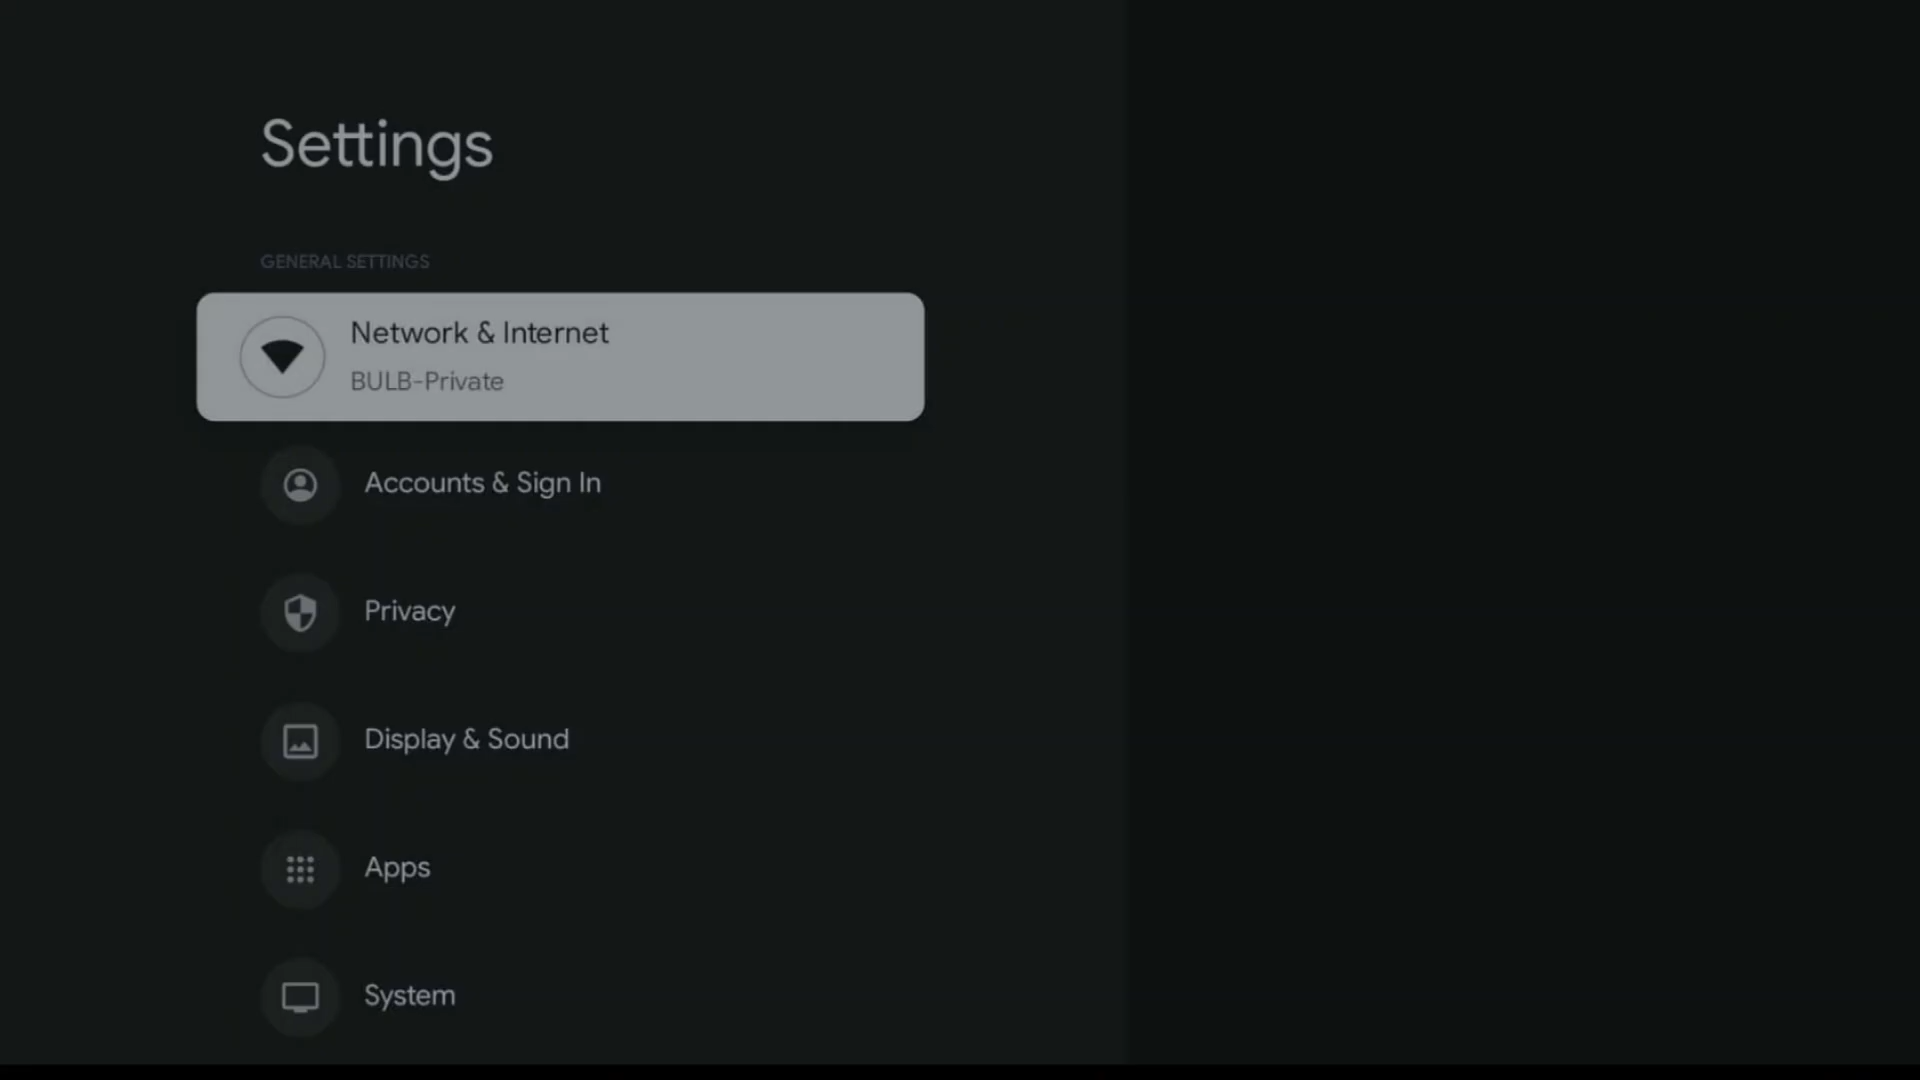 Settings
GENERAL SETTINGS
Network & Internet
BULB-Private
Accounts & Sign In
Privacy
Display & Sound
Apps
System